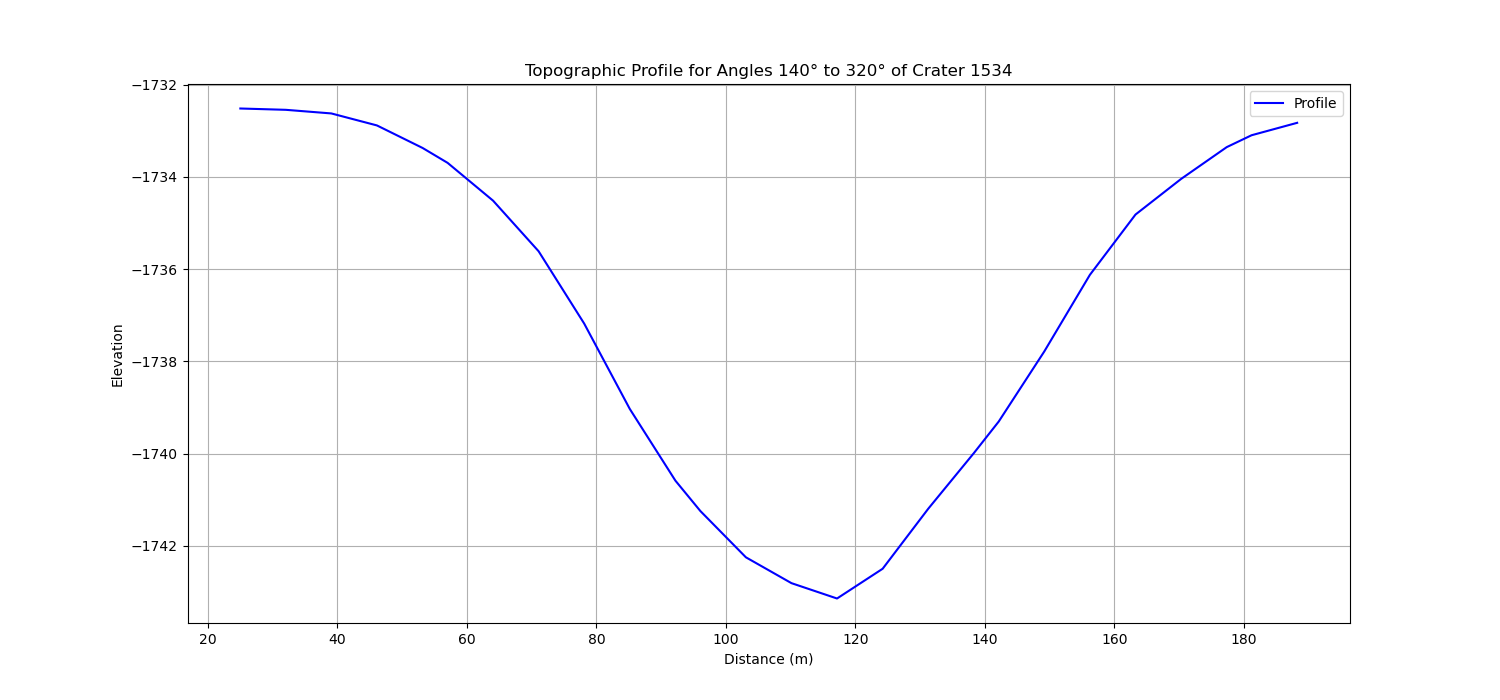 Topographic Profile for Angles 140° to 320° of Crater 1534
Profile
Elevation
−1732
−1734
−1736
−1738
−1740
−1742
20 40 60 80 100 120 140 160 180
Distance (m)